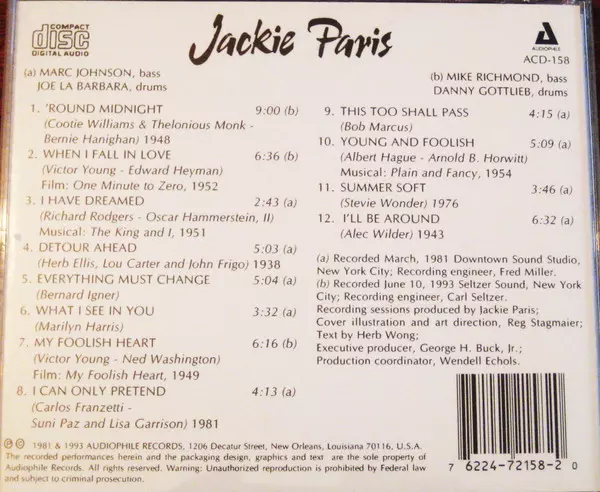 COMPACT
disc
DIGITAL AUDIO
Jackie Paris
AUDIOPHILE
ACD-158
(a) MARC JOHNSON, bass
JOE LA BARBARA, drums
(b) MIKE RICHMOND, bass
DANNY GOTTLIEB, drums
1. 'ROUND MIDNIGHT 9:00 (b)
(Cootie Williams & Thelonious Monk -
Bernie Hanighan) 1948
2. WHEN I FALL IN LOVE 6:36 (b)
(Victor Young - Edward Heyman)
Film: One Minute to Zero, 1952
3. I HAVE DREAMED 2:43 (a)
(Richard Rodgers - Oscar Hammerstein, II)
Musical: The King and I, 1951
4. DETOUR AHEAD 5:03 (a)
(Herb Ellis, Lou Carter and John Frigo) 1938
5. EVERYTHING MUST CHANGE 5:04 (a)
(Bernard Igner)
6. WHAT I SEE IN YOU 3:32 (a)
(Marilyn Harris)
7. MY FOOLISH HEART 6:16 (b)
(Victor Young - Ned Washington)
Film: My Foolish Heart, 1949
8. I CAN ONLY PRETEND 4:13 (a)
(Carlos Franzetti -
Suni Paz and Lisa Garrison) 1981
9. THIS TOO SHALL PASS 4:15 (a)
(Bob Marcus)
10. YOUNG AND FOOLISH 5:09 (a)
(Albert Hague - Arnold B. Horwitt)
Musical: Plain and Fancy, 1954
11. SUMMER SOFT 3:46 (a)
(Stevie Wonder) 1976
12. I'LL BE AROUND 6:32 (a)
(Alec Wilder) 1943
(a) Recorded March, 1981 Downtown Sound Studio,
New York City; Recording engineer, Fred Miller.
(b) Recorded June 10, 1993 Seltzer Sound, New York
City; Recording engineer, Carl Seltzer.
Recording sessions produced by Jackie Paris;
Cover illustration and art direction, Reg Stagmaier;
Text by Herb Wong;
Executive producer, George H. Buck, Jr.;
Production coordinator, Wendell Echols.
℗ © 1981 & 1993 AUDIOPHILE RECORDS, 1206 Decatur Street, New Orleans, Louisiana 70116, U.S.A.
The recorded performances herein and the packaging design, graphics and text are the sole property of
Audiophile Records. All rights reserved. Warning: Unauthorized reproduction is prohibited by Federal law
and subject to criminal prosecution.
7 62247-72158-2 0